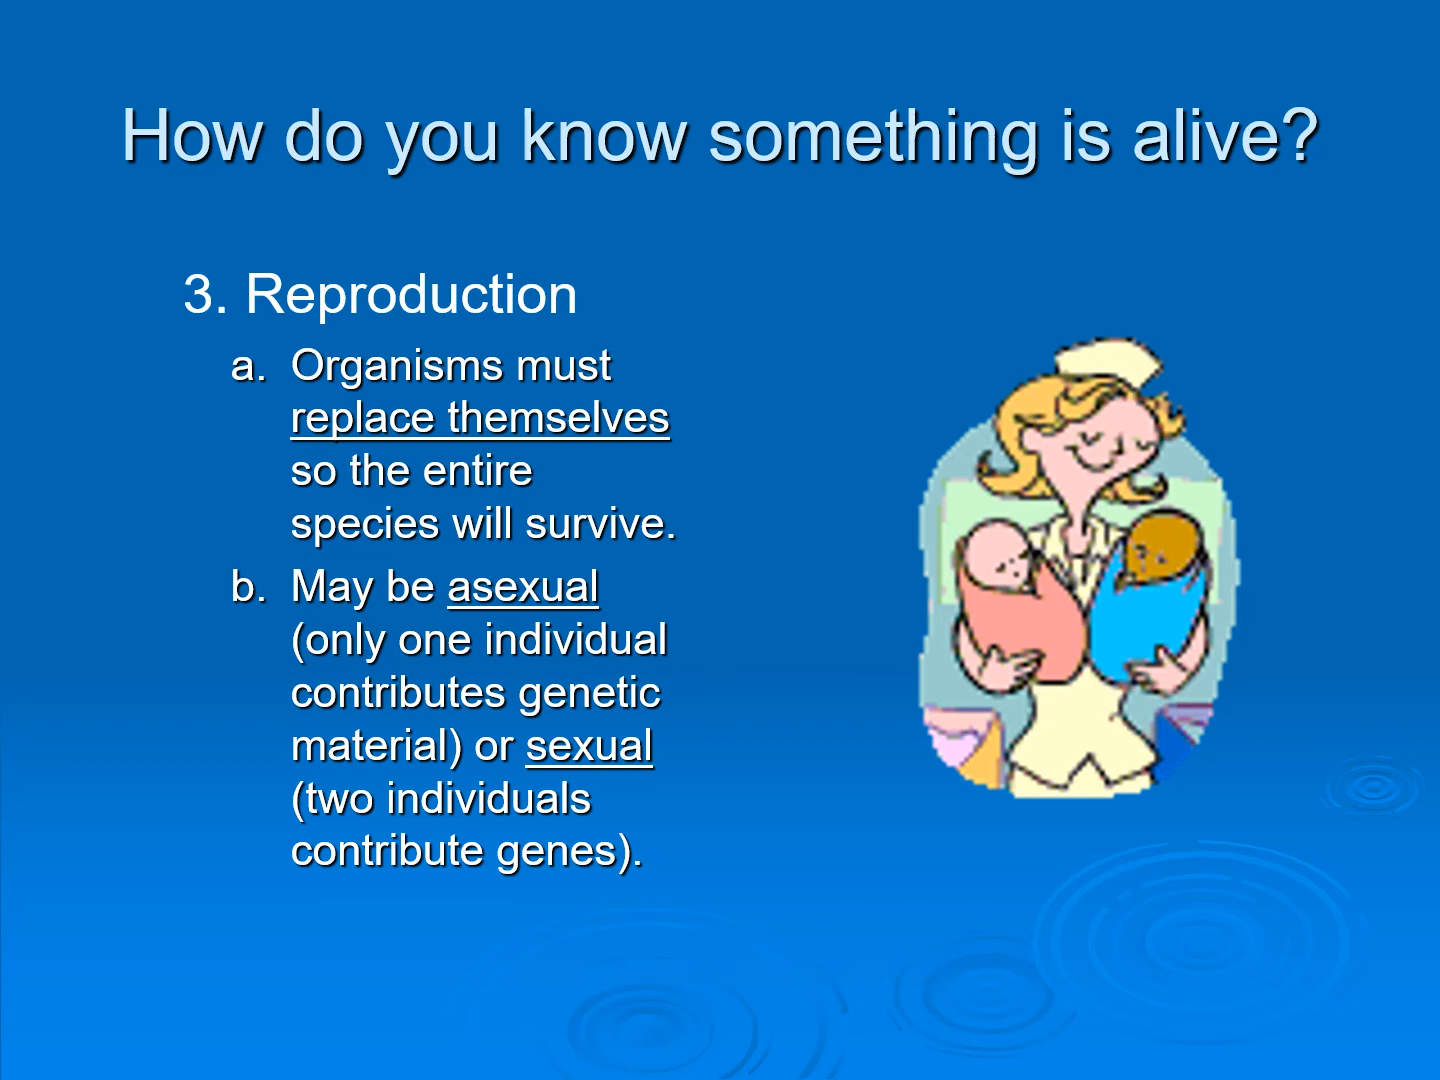 How do you know something is alive?
3. Reproduction
a. Organisms must
replace themselves
so the entire
species will survive.
b. May be asexual
(only one individual
contributes genetic
material) or sexual
(two individuals
contribute genes).